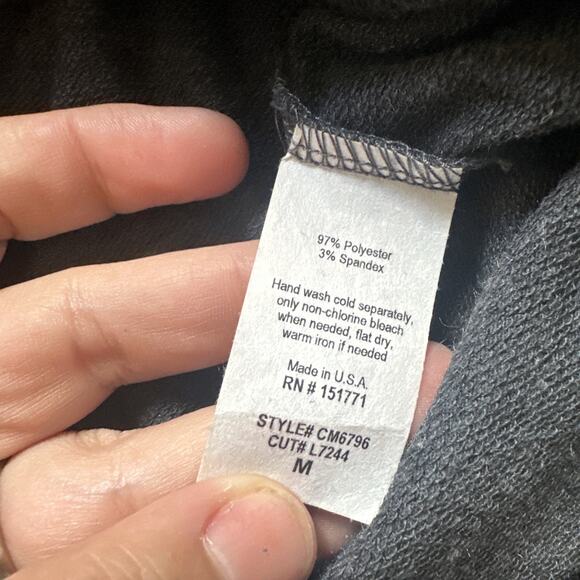 97% Polyester
3% Spandex
Hand wash cold separately,
only non-chlorine bleach
when needed, flat dry,
warm iron if needed
Made in U.S.A.
RN # 151771
STYLE# CM6796
CUT# L7244
M